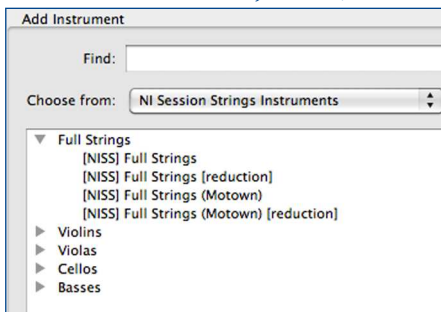 Add Instrument
Find:
Choose from: NI Session Strings Instruments
Full Strings
[NISS] Full Strings
[NISS] Full Strings [reduction]
[NISS] Full Strings (Motown)
[NISS] Full Strings (Motown) [reduction]
Violins
Violas
Cellos
Basses